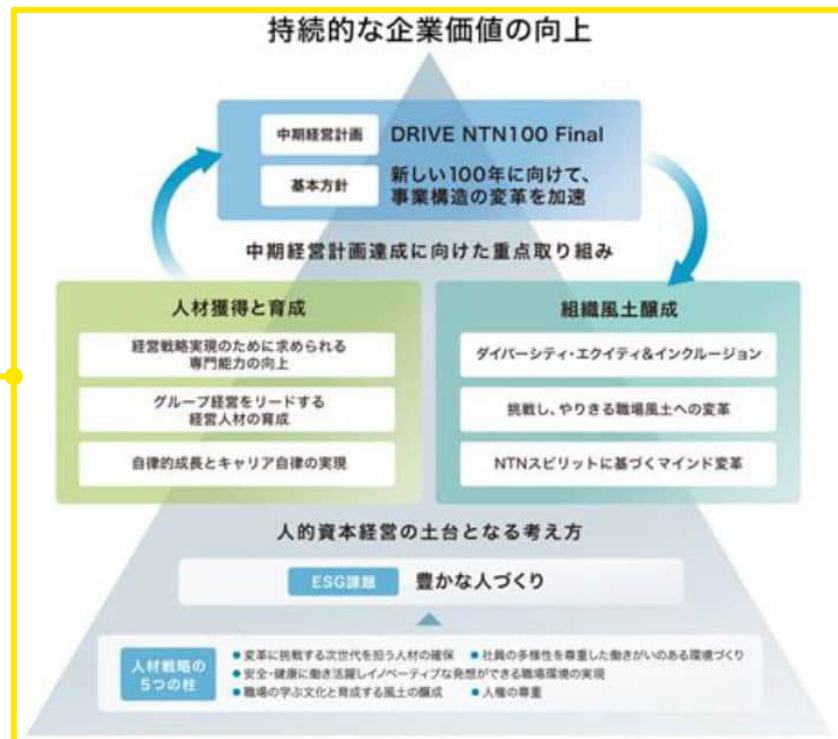 持続的な企業価値の向上
中期経営計画 DRIVE NTN100 Final
基本方針 新しい100年に向けて、
事業構造の変革を加速
中期経営計画達成に向けた重点取り組み
人材獲得と育成
経営戦略実現のために求められる
専門能力の向上
グループ経営をリードする
経営人材の育成
自律的成長とキャリア自律の実現
組織風土醸成
ダイバーシティ・エクイティ&インクルージョン
挑戦し、やりきる職場風土への変革
NTNスピリットに基づくマインド変革
人的資本経営の土台となる考え方
ESG課題 豊かな人づくり
人材戦略の
5つの柱
●変革に挑戦する次世代を担う人材の確保 ●社員の多様性を尊重した働きがいのある環境づくり
●安全・健康に働き活躍しイノベーティブな発想ができる職場環境の実現
●職場の学ぶ文化と育成する風土の醸成 ●人権の尊重